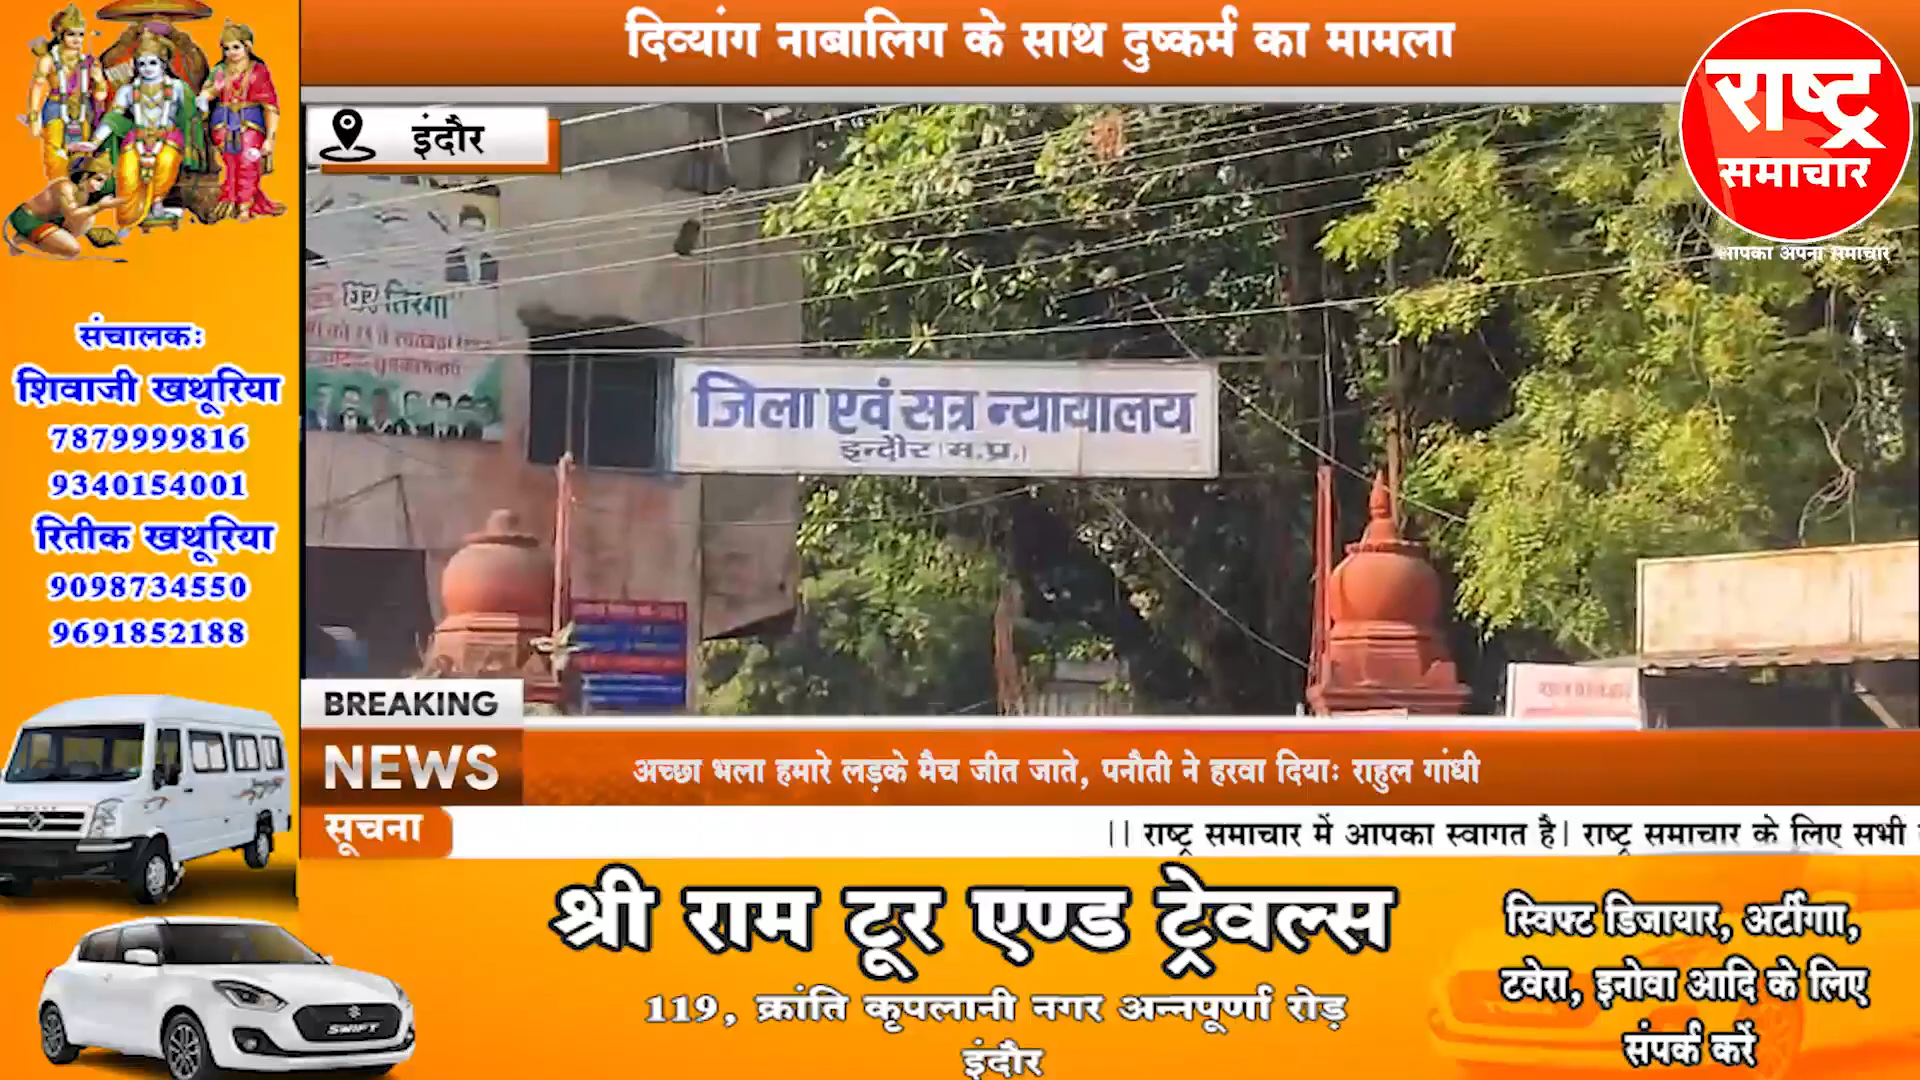 दिव्यांग नाबालिग के साथ दुष्कर्म का मामला
राष्ट्र
समाचार
आपका अपना समाचार
इंदौर
तिरंगा
जिला एवं सत्र न्यायालय
इन्दौर (म.प्र.)
संचालकः
शिवाजी खथूरिया
7879999816
9340154001
रितीक खथूरिया
9098734550
9691852188
BREAKING
NEWS
अच्छा भला हमारे लड़के मैच जीत जाते, पनौती ने हरवा दियाः राहुल गांधी
सूचना
|| राष्ट्र समाचार में आपका स्वागत है| राष्ट्र समाचार के लिए सभी
श्री राम टूर एण्ड ट्रेवल्स
119, क्रांति कृपलानी नगर अन्नपूर्णा रोड़
इंदौर
स्विफ्ट डिजायार, अर्टीगाा,
टवेरा, इनोवा आदि के लिए
संपर्क करें
SWIFT